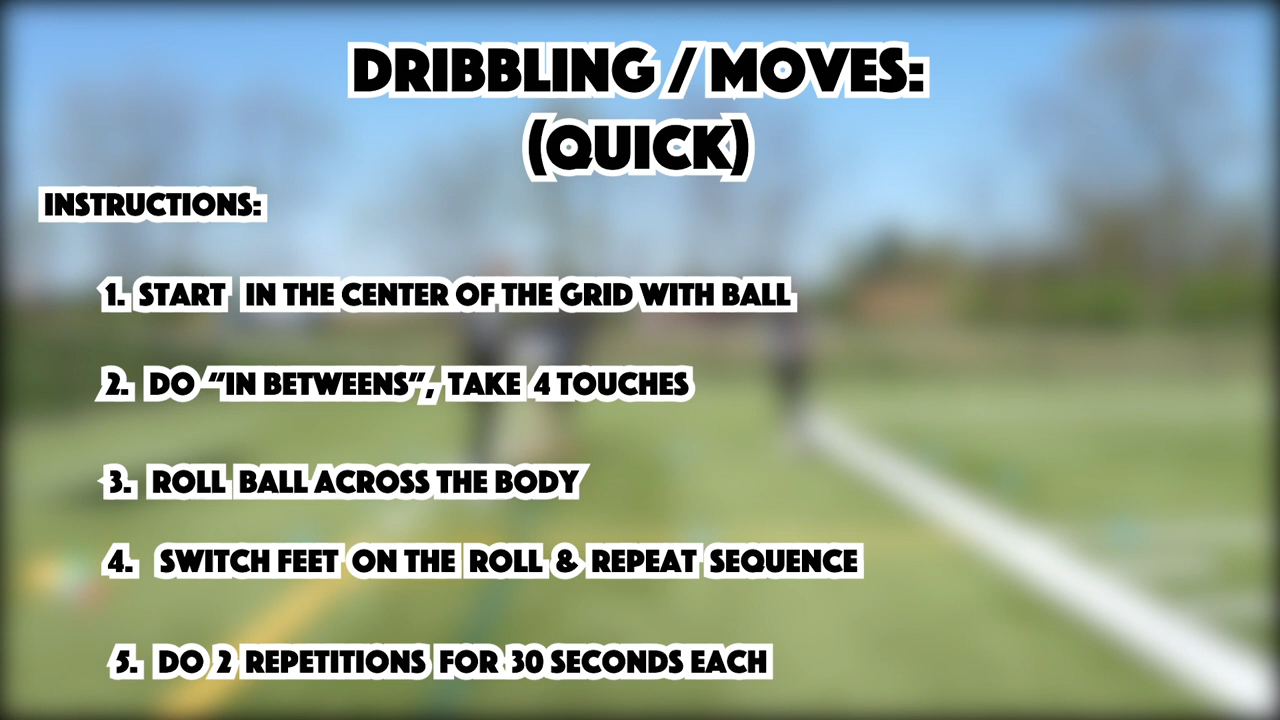 DRIBBLING / MOVES:
(QUICK)
INSTRUCTIONS:
1. START IN THE CENTER OF THE GRID WITH BALL
2. DO “IN BETWEENS”, TAKE 4 TOUCHES
3. ROLL BALL ACROSS THE BODY
4. SWITCH FEET ON THE ROLL & REPEAT SEQUENCE
5. DO 2 REPETITIONS FOR 30 SECONDS EACH